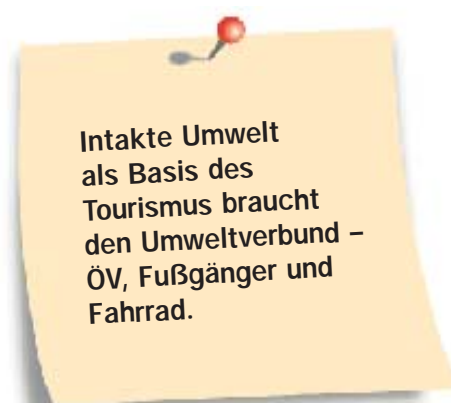 Intakte Umwelt
als Basis des
Tourismus braucht
den Umweltverbund –
ÖV, Fußgänger und
Fahrrad.